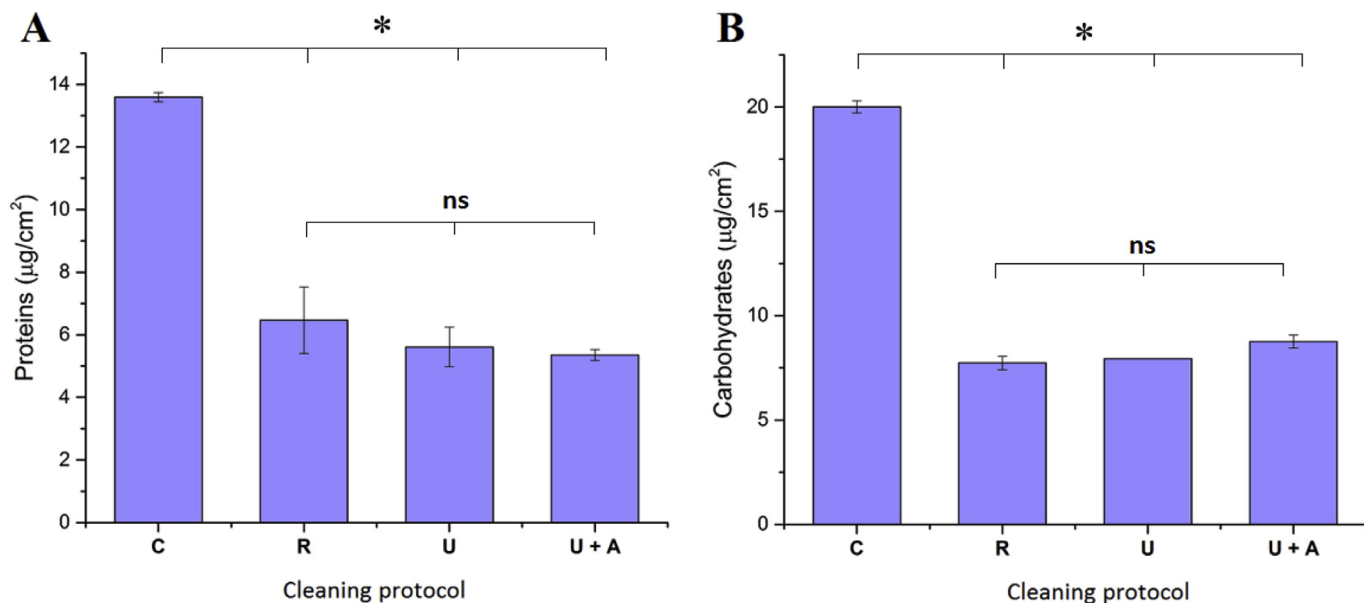 A
*
Proteins (μg/cm²)
14
12
10
8
6
4
2
0
ns
C R U U + A
Cleaning protocol
B
*
Carbohydrates (μg/cm²)
20
15
10
5
0
ns
C R U U + A
Cleaning protocol